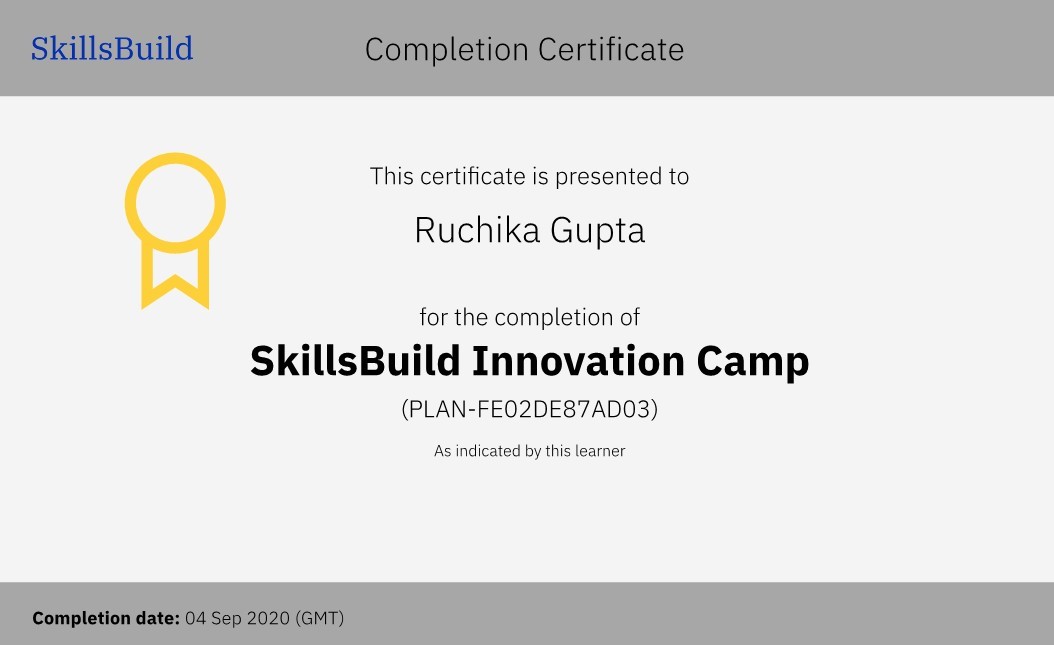 SkillsBuild
Completion Certificate
This certificate is presented to
Ruchika Gupta
for the completion of
SkillsBuild Innovation Camp
(PLAN-FE02DE87AD03)
As indicated by this learner
Completion date: 04 Sep 2020 (GMT)